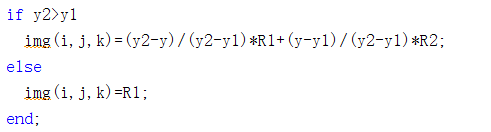 if y2>y1
img(i,j,k)=(y2-y)/(y2-y1)*R1+(y-y1)/(y2-y1)*R2;
else
img(i,j,k)=R1;
end;